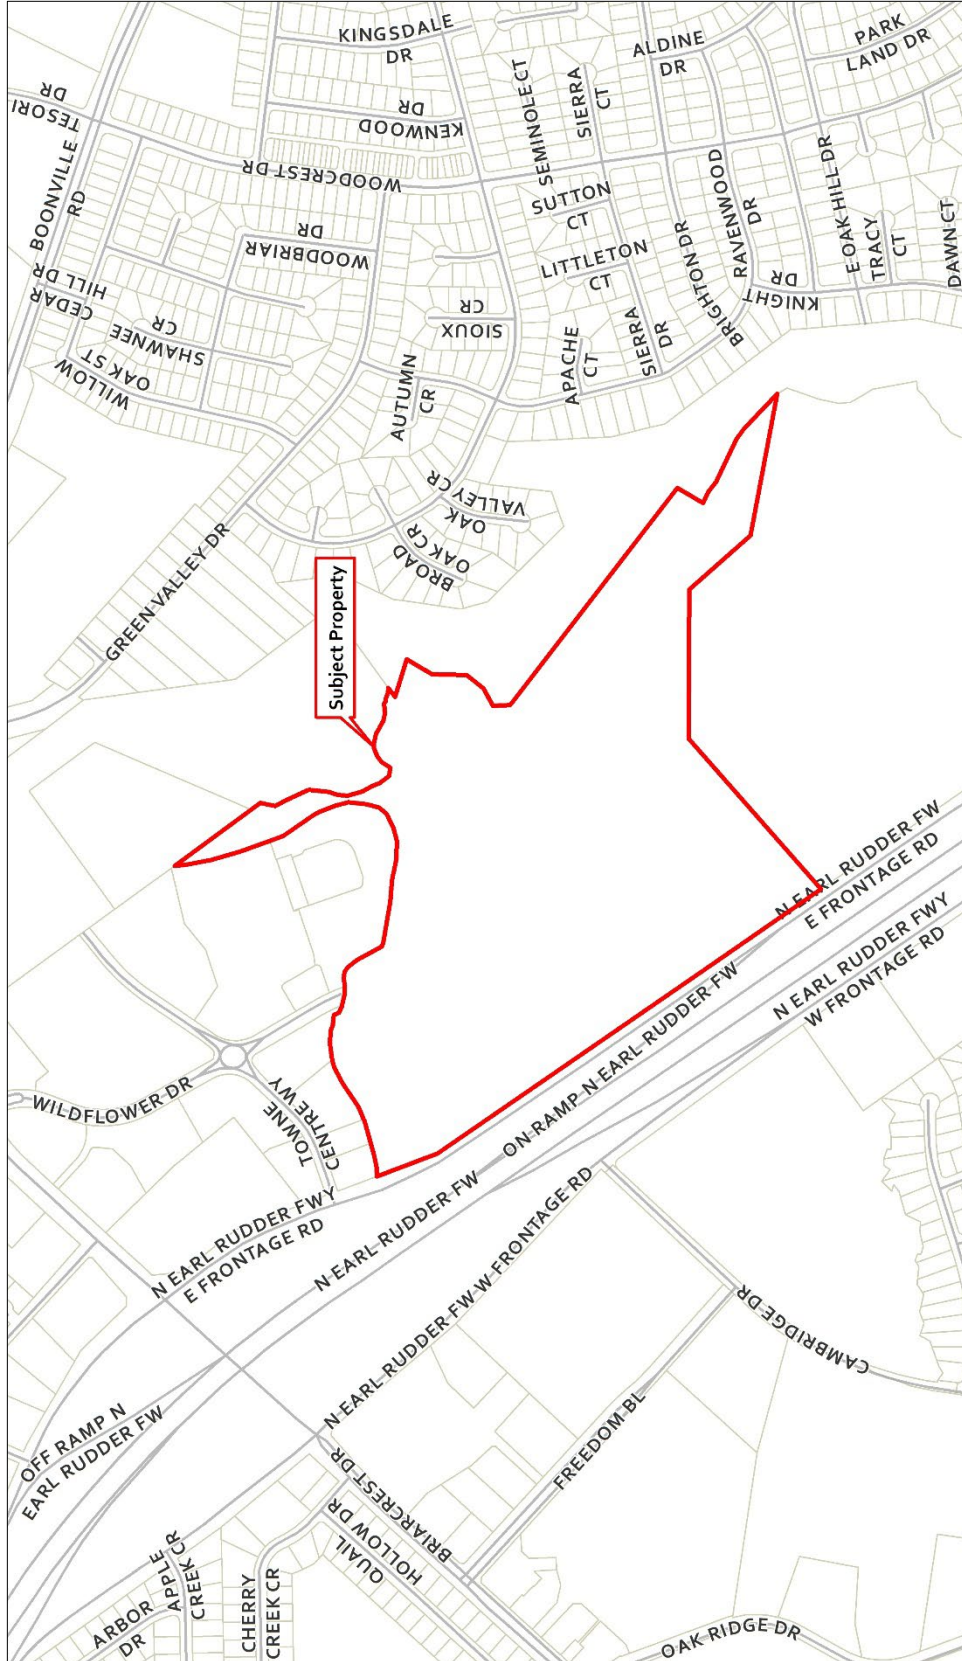 KINGSDALE
DR
ALDINE
DR
PARK
LAND DR
TESORI
DR
KENWOOD
DR
SEMINOLE CT
SIERRA
CT
BOONVILLE
RD
WOODCREST DR
SUTTON
CT
RAVENWOOD
DR
E OAK HILL DR
TRACY
CT
DAWN CT
WOODBRIAR
DR
LITTLETON
CT
BRIGHTON DR
KNIGHT
DR
CEDAR
HILL DR
SHAWNEE
CR
SIOUX
CR
SIERRA
DR
APACHE
CT
WILLOW
OAK ST
AUTUMN
CR
OAK
VALLEY CR
BROAD
OAK CR
GREEN VALLEY DR
Subject Property
N EARL RUDDER FW
E FRONTAGE RD
N EARL RUDDER FWY
W FRONTAGE RD
WILDFLOWER DR
TOWNE
CENTRE WY
ON RAMP N EARL RUDDER FW
N EARL RUDDER FWY
E FRONTAGE RD
N EARL RUDDER FW
N EARL RUDDER FW W FRONTAGE RD
CAMBRIDGE DR
FREEDOM BL
OFF RAMP N
EARL RUDDER FW
BRIARCREST DR
QUAIL
HOLLOW DR
APPLE
CREEK CR
ARBOR
DR
CHERRY
CREEK CR
OAK RIDGE DR